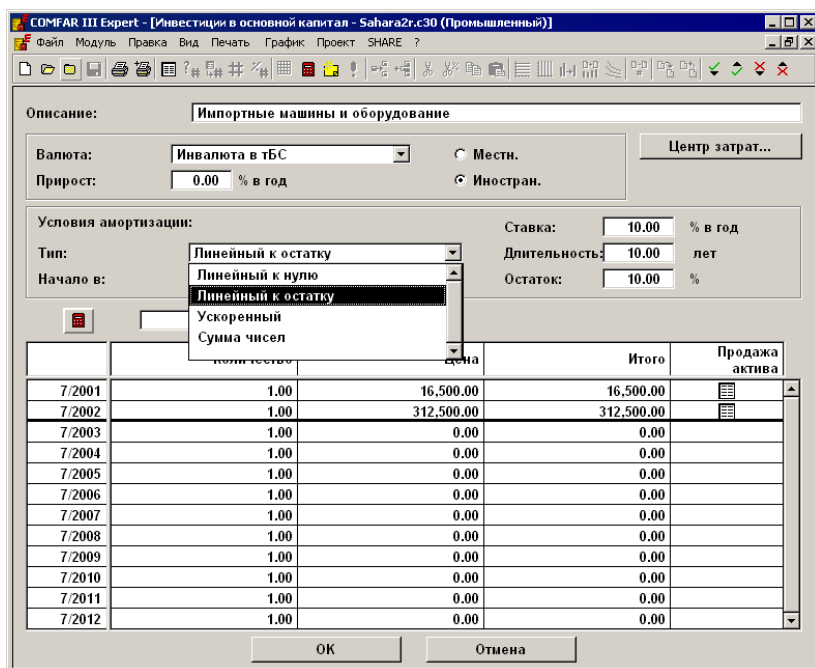 COMFAR III Expert - [Инвестиции в основной капитал - Sahara2r.c30 (Промышленный)]
Файл Модуль Правка Вид Печать График Проект SHARE ?
Описание: Импортные машины и оборудование
Валюта: Инвалюта в тБС Местн. Центр затрат...
Прирост: 0.00 % в год Иностран.
Условия амортизации: Ставка: 10.00 % в год
Тип: Линейный к остатку Длительность: 10.00 лет
Начало в: Линейный к нулю Остаток: 10.00 %
Линейный к остатку
Ускоренный
Сумма чисел
Количество Цена Итого Продажа
актива
7/2001 1.00 16,500.00 16,500.00
7/2002 1.00 312,500.00 312,500.00
7/2003 1.00 0.00 0.00
7/2004 1.00 0.00 0.00
7/2005 1.00 0.00 0.00
7/2006 1.00 0.00 0.00
7/2007 1.00 0.00 0.00
7/2008 1.00 0.00 0.00
7/2009 1.00 0.00 0.00
7/2010 1.00 0.00 0.00
7/2011 1.00 0.00 0.00
7/2012 1.00 0.00 0.00
OK Отмена